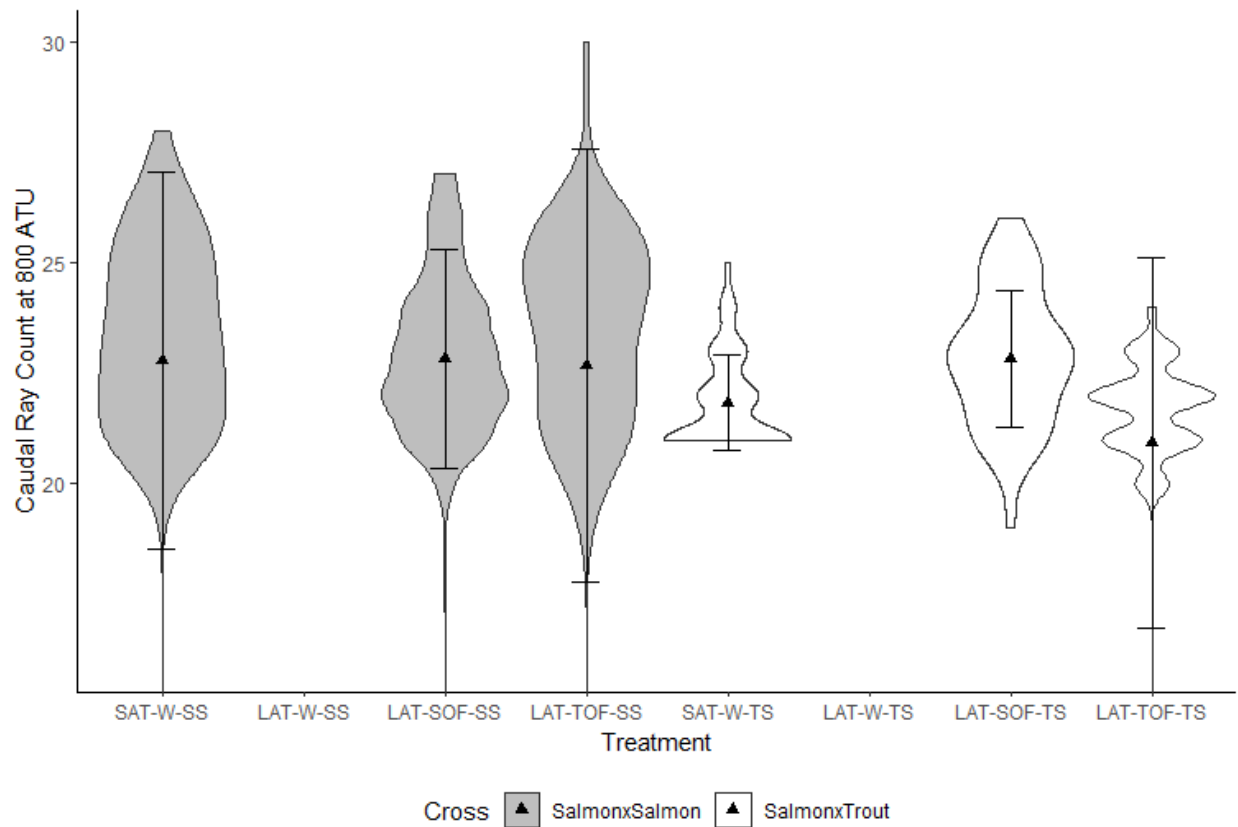 Caudal Ray Count at 800 ATU
30
25
20
SAT-W-SS LAT-W-SS LAT-SOF-SS LAT-TOF-SS SAT-W-TS LAT-W-TS LAT-SOF-TS LAT-TOF-TS
Treatment
Cross SalmonxSalmon SalmonxTrout